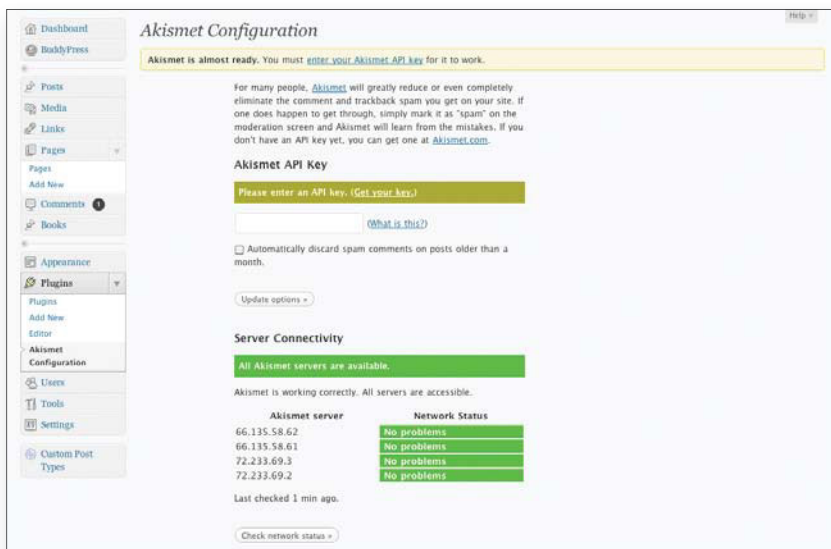 Help
Dashboard
BuddyPress
Posts
Media
Links
Pages
Pages
Add New
Comments 1
Books
Appearance
Plugins
Plugins
Add New
Editor
Akismet
Configuration
Users
Tools
Settings
Custom Post
Types
Akismet Configuration
Akismet is almost ready. You must enter your Akismet API key for it to work.
For many people, Akismet will greatly reduce or even completely
eliminate the comment and trackback spam you get on your site. If
one does happen to get through, simply mark it as "spam" on the
moderation screen and Akismet will learn from the mistakes. If you
don't have an API key yet, you can get one at Akismet.com.
Akismet API Key
Please enter an API key. (Get your key.)
(What is this?)
Automatically discard spam comments on posts older than a
month.
Update options »
Server Connectivity
All Akismet servers are available.
Akismet is working correctly. All servers are accessible.
Akismet server Network Status
66.135.58.62 No problems
66.135.58.61 No problems
72.233.69.3 No problems
72.233.69.2 No problems
Last checked 1 min ago.
Check network status »